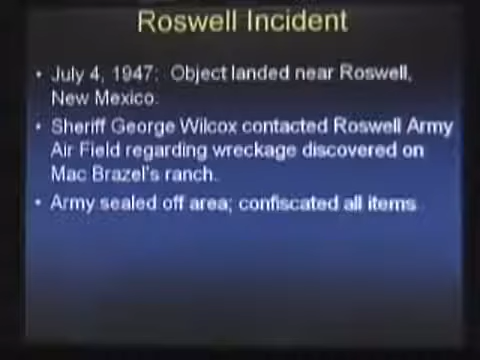 Roswell Incident
• July 4, 1947; Object landed near Roswell,
New Mexico.
• Sheriff George Wilcox contacted Roswell Army
Air Field regarding wreckage discovered on
Mac Brazel's ranch.
• Army sealed off area; confiscated all items